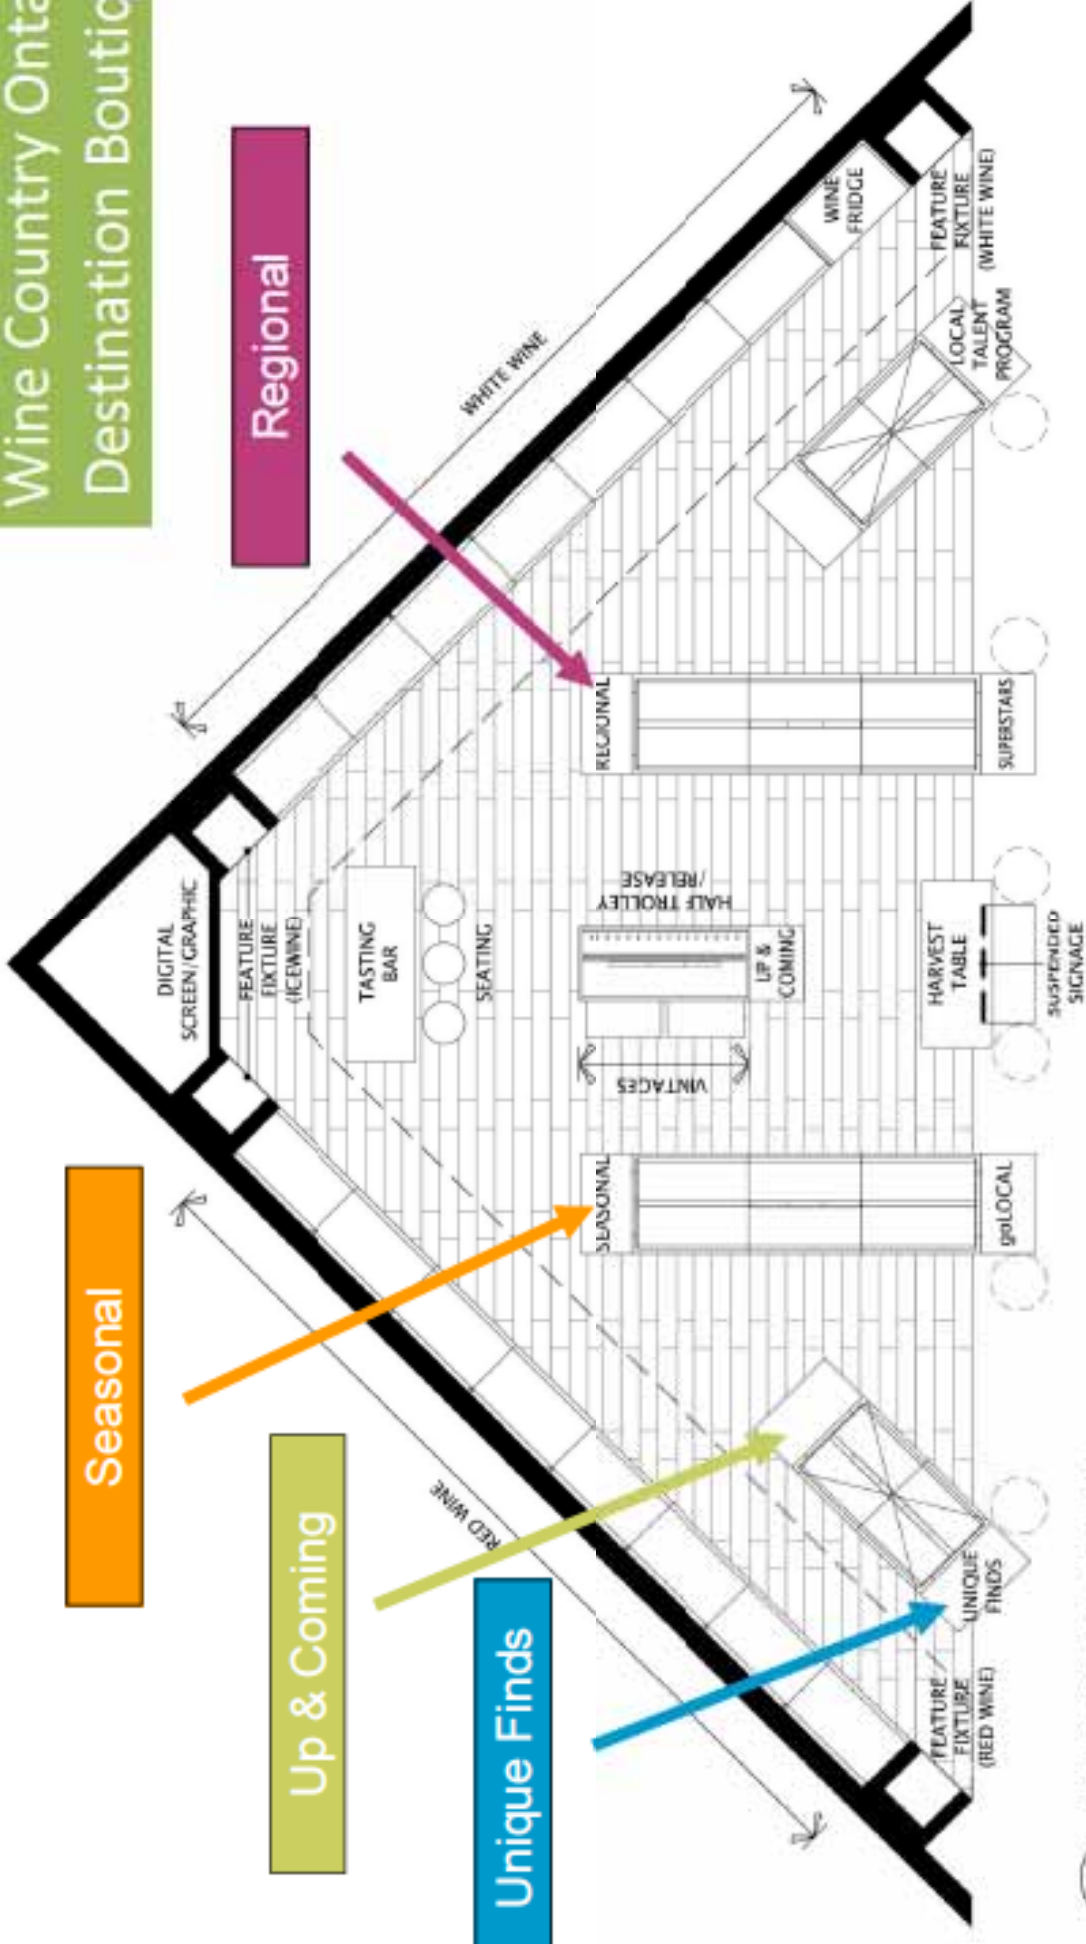 Wine Country Onta
Destination Boutiq
Regional
Seasonal
Up & Coming
Unique Finds
WHITE WINE
RED WINE
DIGITAL
SCREEN/GRAPHIC
FEATURE
FIXTURE
(ICEWINE)
TASTING
BAR
SEATING
WINE
FRIDGE
FEATURE
FIXTURE
(WHITE WINE)
LOCAL
TALENT
PROGRAM
REGIONAL
SUPERSTARS
HALF TROLLEY
/RELEASE
UP &
COMING
VINTAGES
HARVEST
TABLE
SUSPENDED
SIGNAGE
SEASONAL
goLOCAL
UNIQUE
FINDS
FEATURE
FIXTURE
(RED WINE)